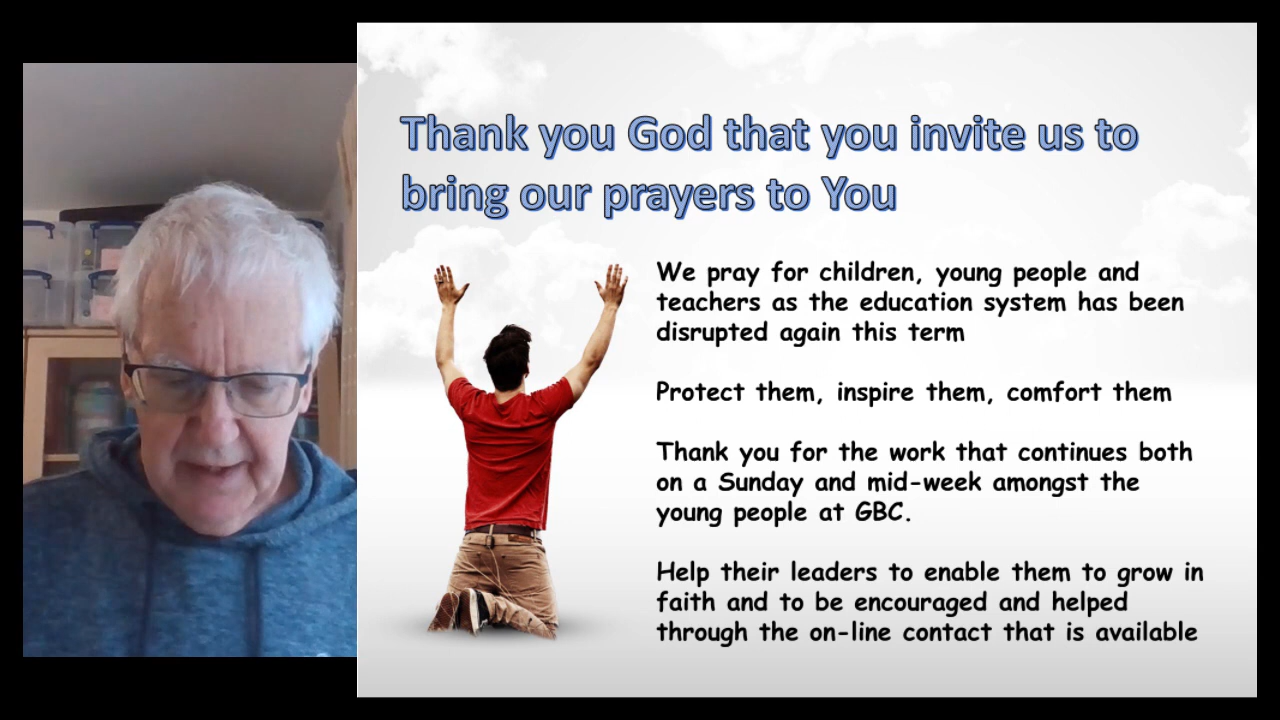 Thank you God that you invite us to
bring our prayers to You
We pray for children, young people and
teachers as the education system has been
disrupted again this term
Protect them, inspire them, comfort them
Thank you for the work that continues both
on a Sunday and mid-week amongst the
young people at GBC.
Help their leaders to enable them to grow in
faith and to be encouraged and helped
through the on-line contact that is available